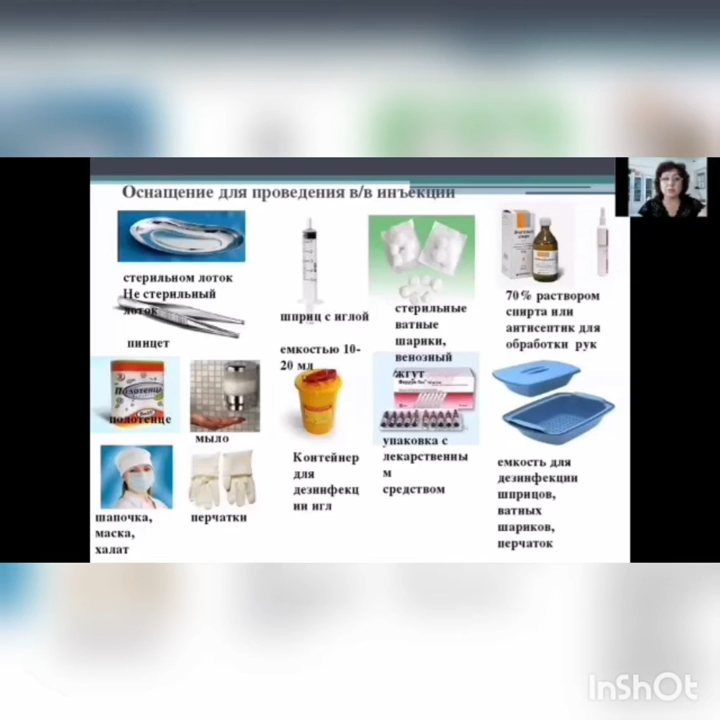 Оснащение для проведения в/в инъекции
стерильном лоток
Не стерильный
лоток
пинцет
шприц с иглой
емкостью 10-
20 мл
стерильные
ватные
шарики,
венозный
жгут
70% раствором
спирта или
антисептик для
обработки рук
Полотенце
полотенце
мыло
Контейнер
для
дезинфекц
ии игл
упаковка с
лекарственны
м
средством
емкость для
дезинфекции
шприцов,
ватных
шариков,
перчаток
шапочка,
маска,
халат
перчатки
InShOt